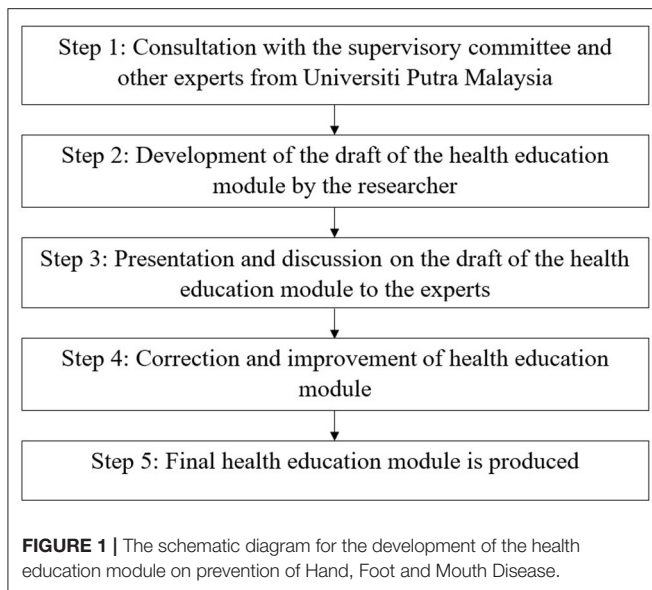 Step 1: Consultation with the supervisory committee and
other experts from Universiti Putra Malaysia
Step 2: Development of the draft of the health education
module by the researcher
Step 3: Presentation and discussion on the draft of the health
education module to the experts
Step 4: Correction and improvement of health education
module
Step 5: Final health education module is produced
FIGURE 1 | The schematic diagram for the development of the health
education module on prevention of Hand, Foot and Mouth Disease.